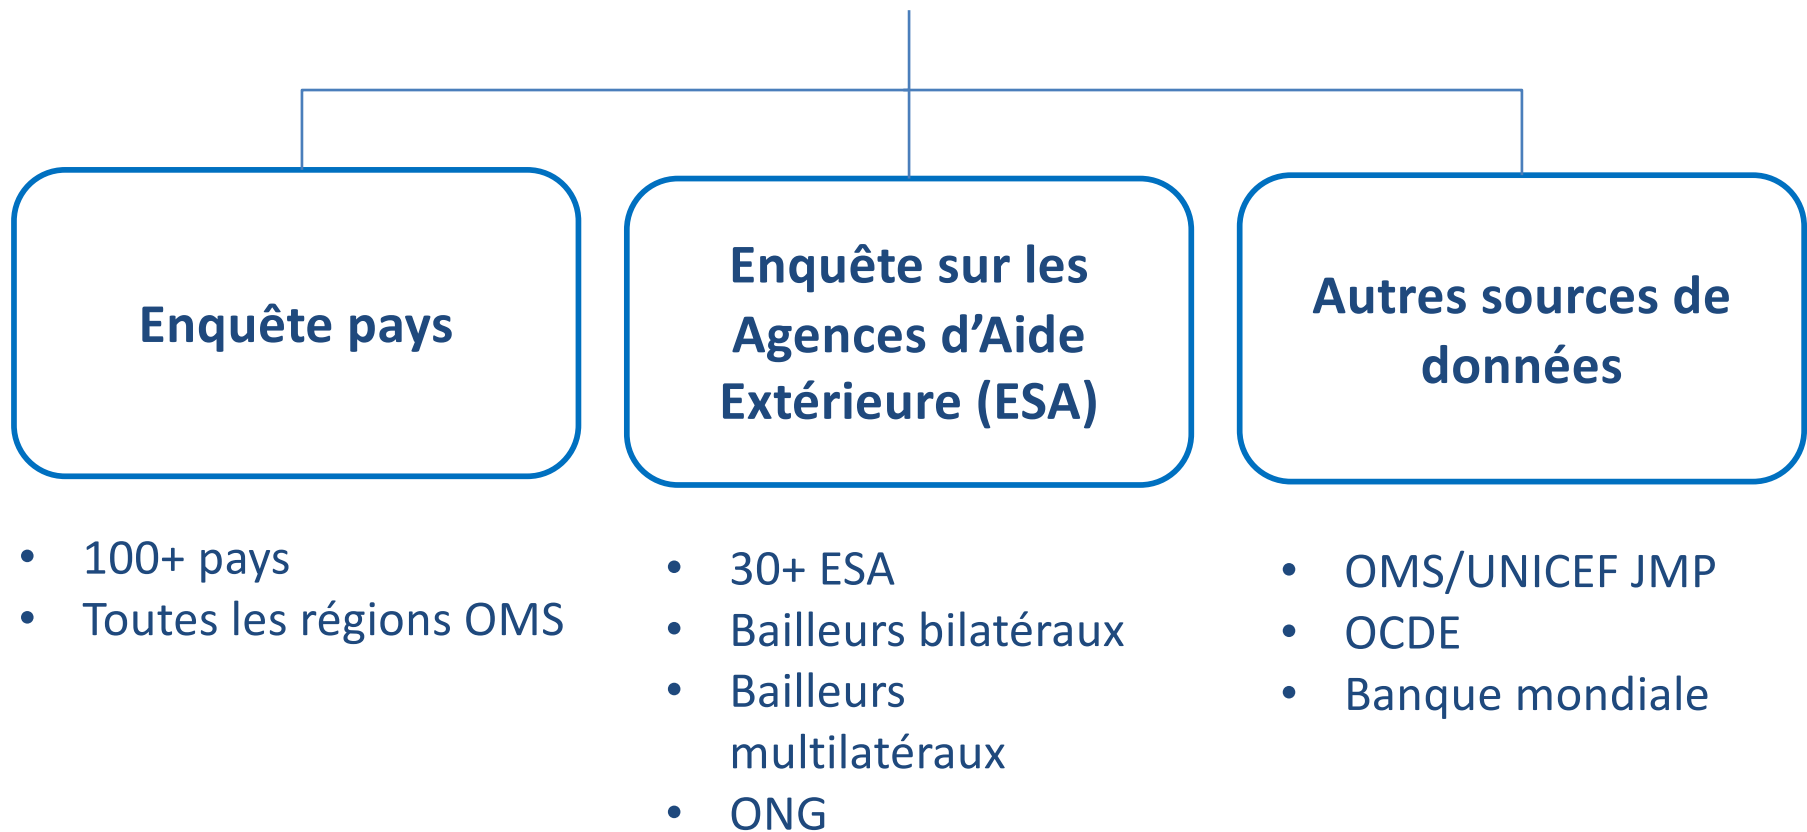 Enquête pays
• 100+ pays
• Toutes les régions OMS
Enquête sur les
Agences d’Aide
Extérieure (ESA)
• 30+ ESA
• Bailleurs bilatéraux
• Bailleurs
multilatéraux
• ONG
Autres sources de
données
• OMS/UNICEF JMP
• OCDE
• Banque mondiale